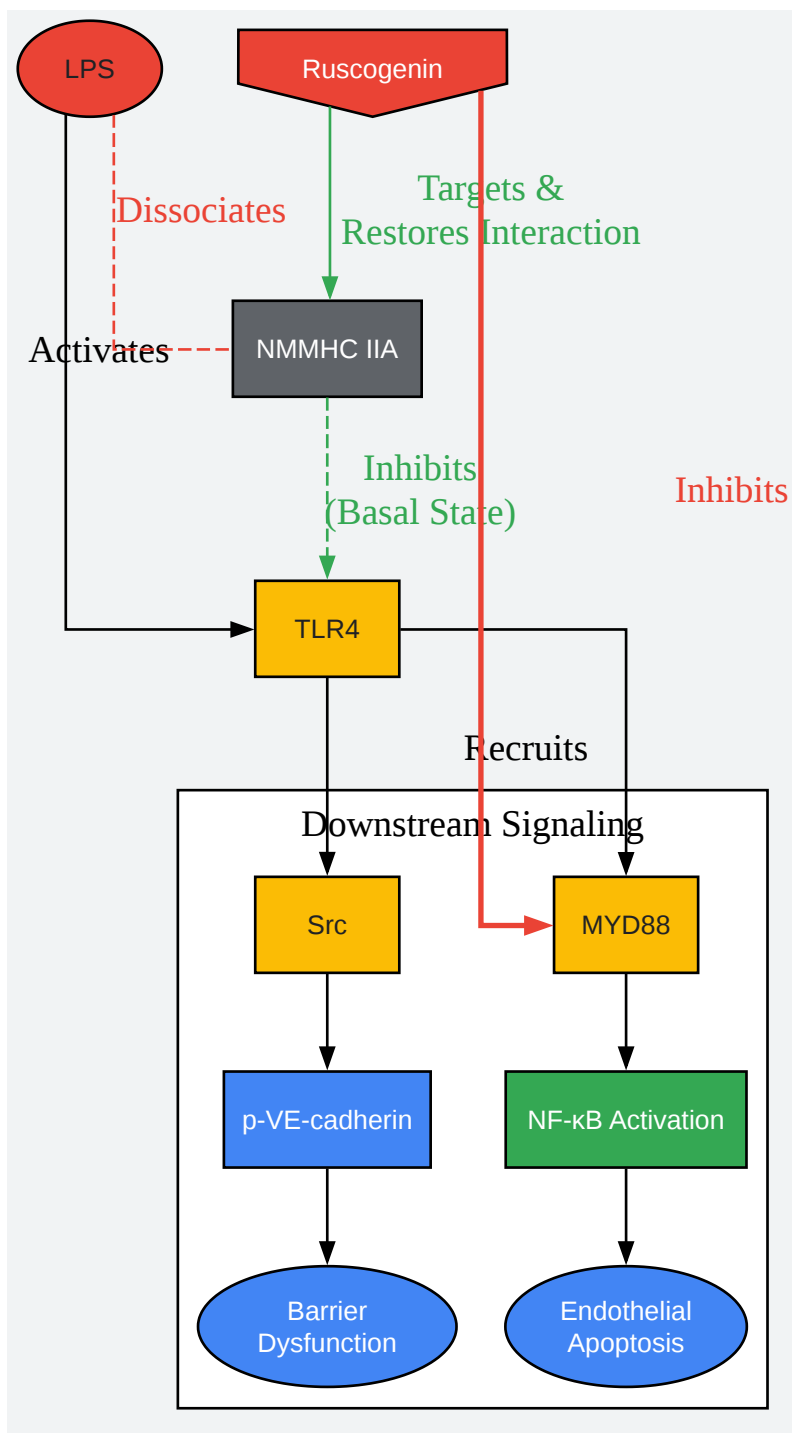 LPS
Ruscogenin
Targets &
Restores Interaction
Dissociates
Activates
NMMHC IIA
Inhibits
(Basal State)
Inhibits
TLR4
Recruits
Downstream Signaling
Src
MYD88
p-VE-cadherin
NF-κB Activation
Barrier
Dysfunction
Endothelial
Apoptosis